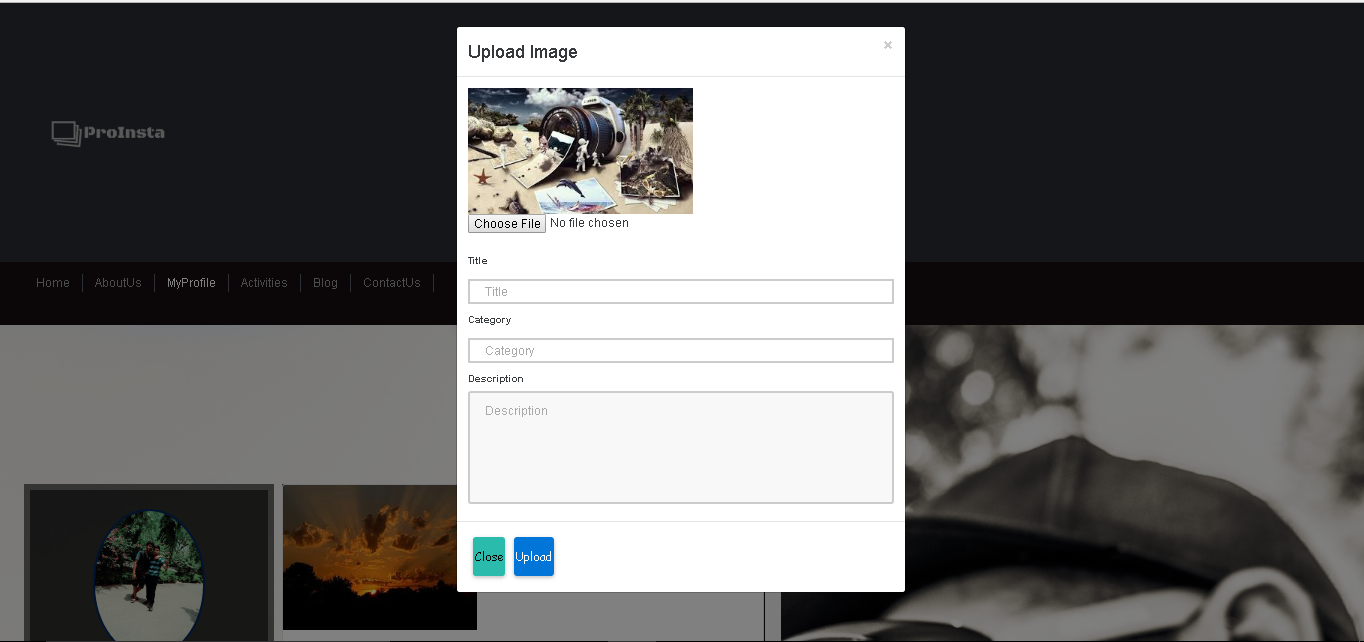 Upload Image
×
ProInsta
Choose File No file chosen
Title
Title
Home AboutUs MyProfile Activities Blog ContactUs
Category
Category
Description
Description
Close Upload